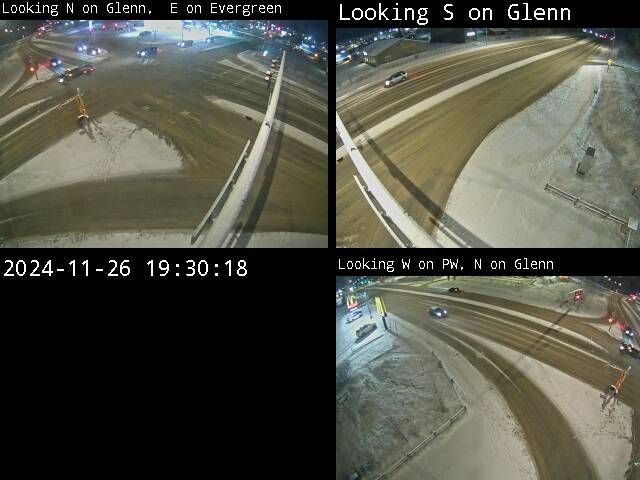 Looking N on Glenn,  E on Evergreen
Looking S on Glenn
2024-11-26 19:30:18
Looking W on PW, N on Glenn